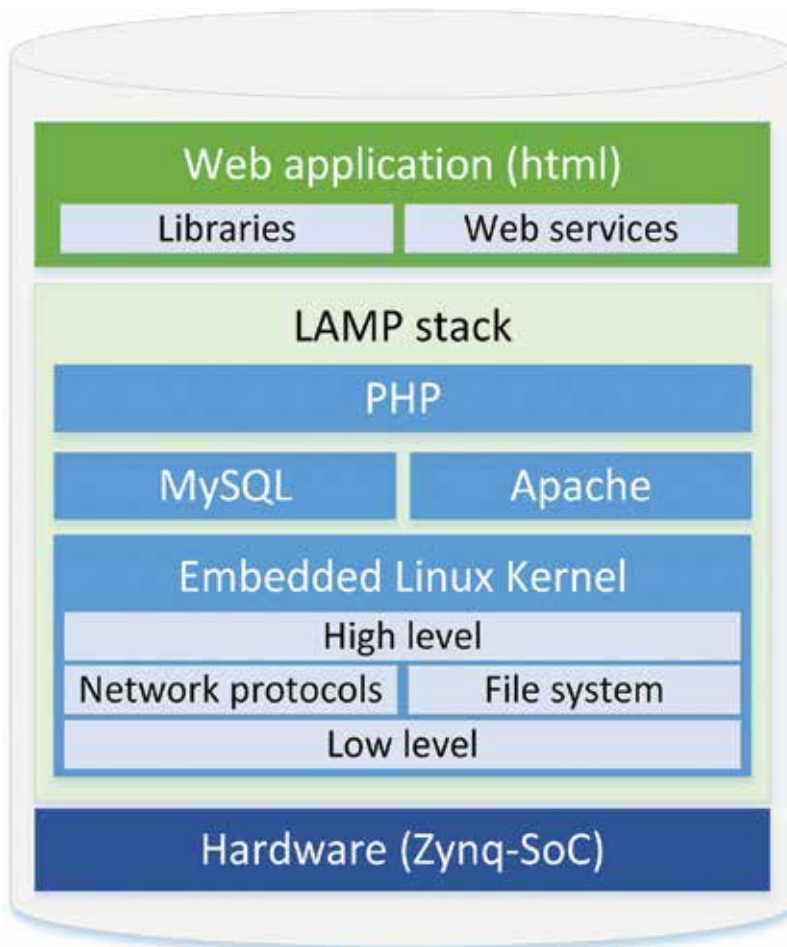 Web application (html)
Libraries Web services
LAMP stack
PHP
MySQL Apache
Embedded Linux Kernel
High level
Network protocols File system
Low level
Hardware (Zynq-SoC)